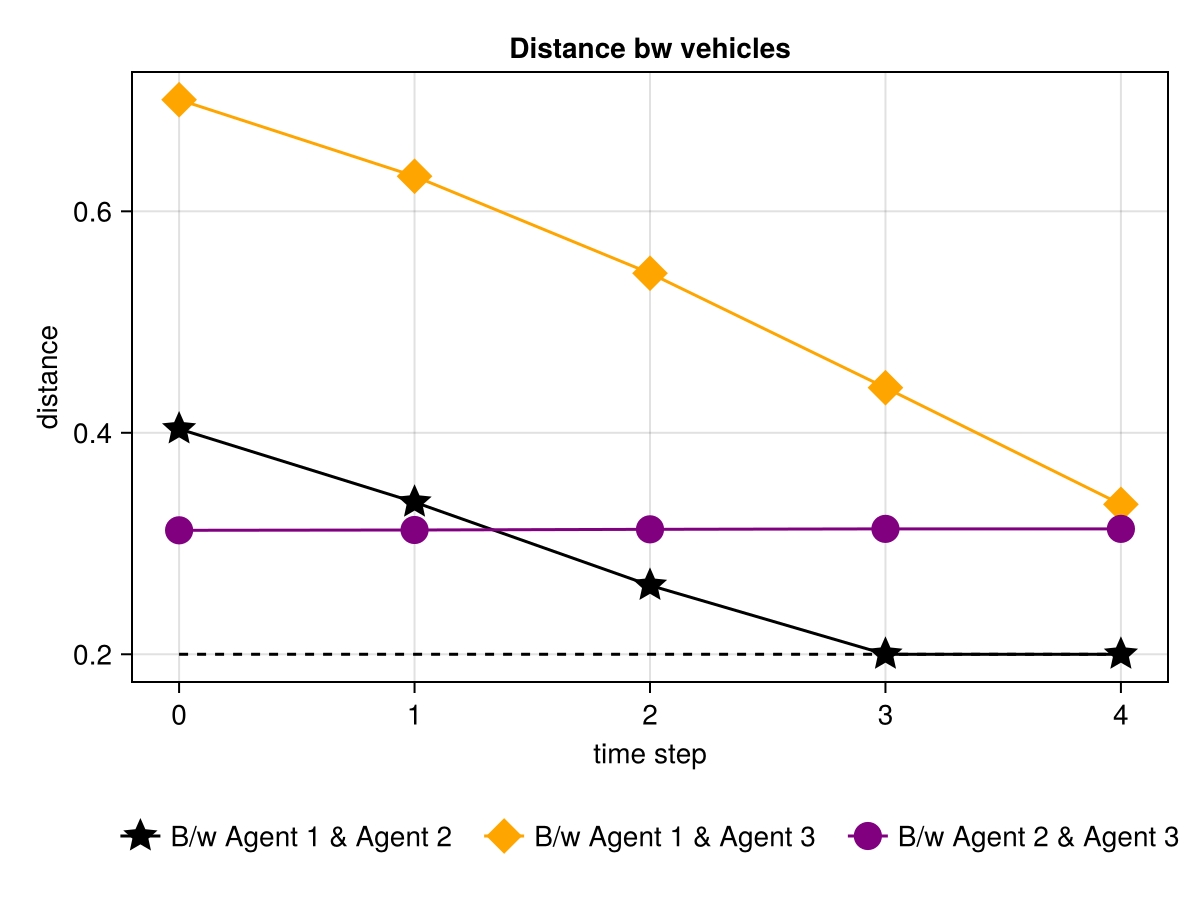 Distance bw vehicles
distance
0.6
0.4
0.2
0 1 2 3 4
time step
B/w Agent 1 & Agent 2 B/w Agent 1 & Agent 3 B/w Agent 2 & Agent 3